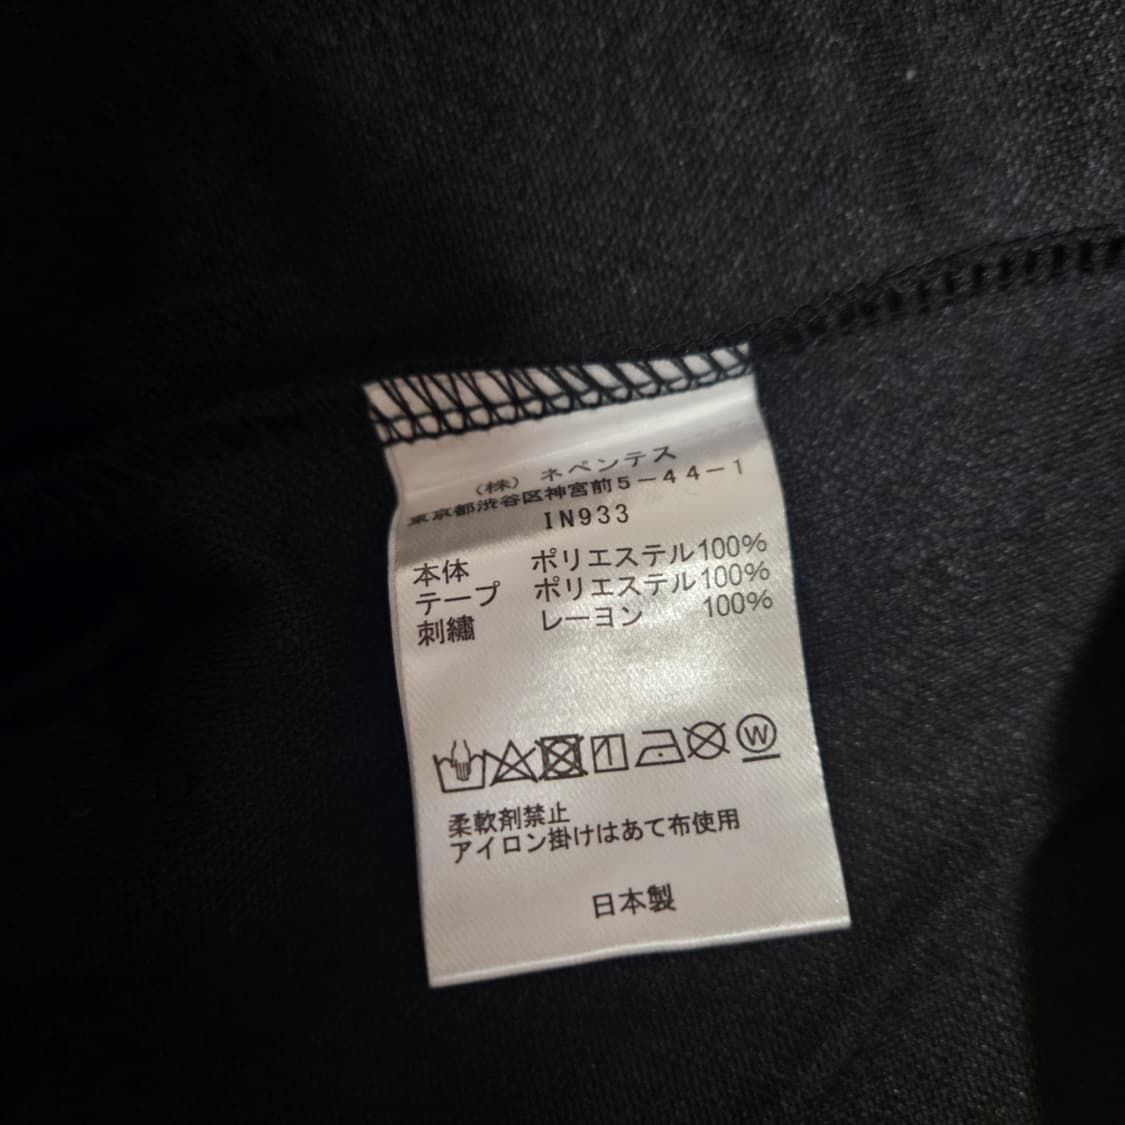 （株）ネペンテス
東京都渋谷区神宮前５－４４－１
IN933
本体 ポリエステル100%
テープ ポリエステル100%
刺繡 レーヨン 100%
W
柔軟剤禁止
アイロン掛けはあて布使用
日本製